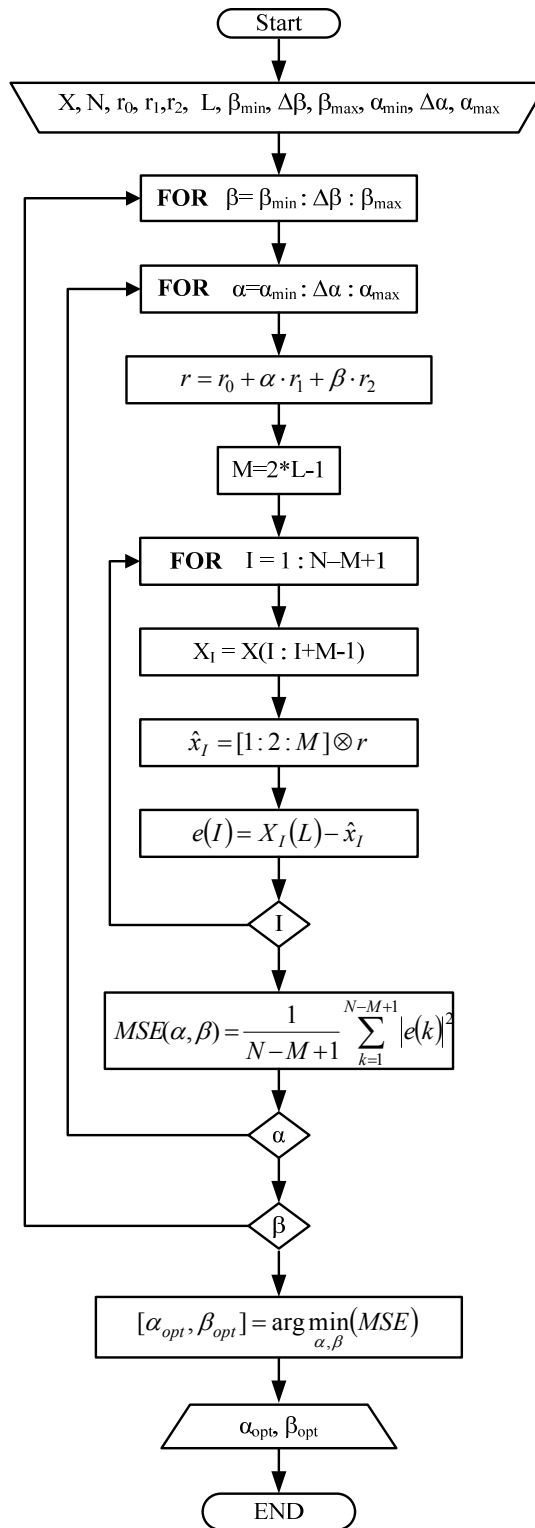 Start
X, N, r₀, r₁,r₂, L, β_min, Δβ, β_max, α_min, Δα, α_max
FOR β= β_min : Δβ : β_max
FOR α=α_min : Δα : α_max
r = r₀ + α · r₁ + β · r₂
M=2*L-1
FOR I = 1 : N–M+1
X_I = X(I : I+M-1)
x̂_I = [1 : 2 : M] ⊗ r
e(I) = X_I(L) – x̂_I
I
MSE(α, β) = 1/(N – M + 1) ∑_{k=1}^{N–M+1} |e(k)|²
α
β
[α_opt, β_opt] = arg min_{α,β} (MSE)
α_opt, β_opt
END